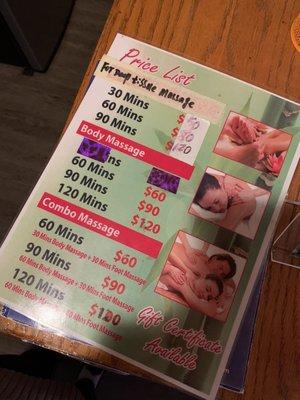 Price List
For Deep tissue Massage
30 Mins
60 Mins
90 Mins
Body Massage
ns
60 Mins $60
90 Mins $90
120 Mins $120
Combo Massage
60 Mins $60
30 Mins Body Massage + 30 Mins Foot Massage
90 Mins $90
60 Mins Body Massage + 30 Mins Foot Massage
120 Mins $120
60 Mins Body Massage Mins Foot Massage
Gift Certificate
Available